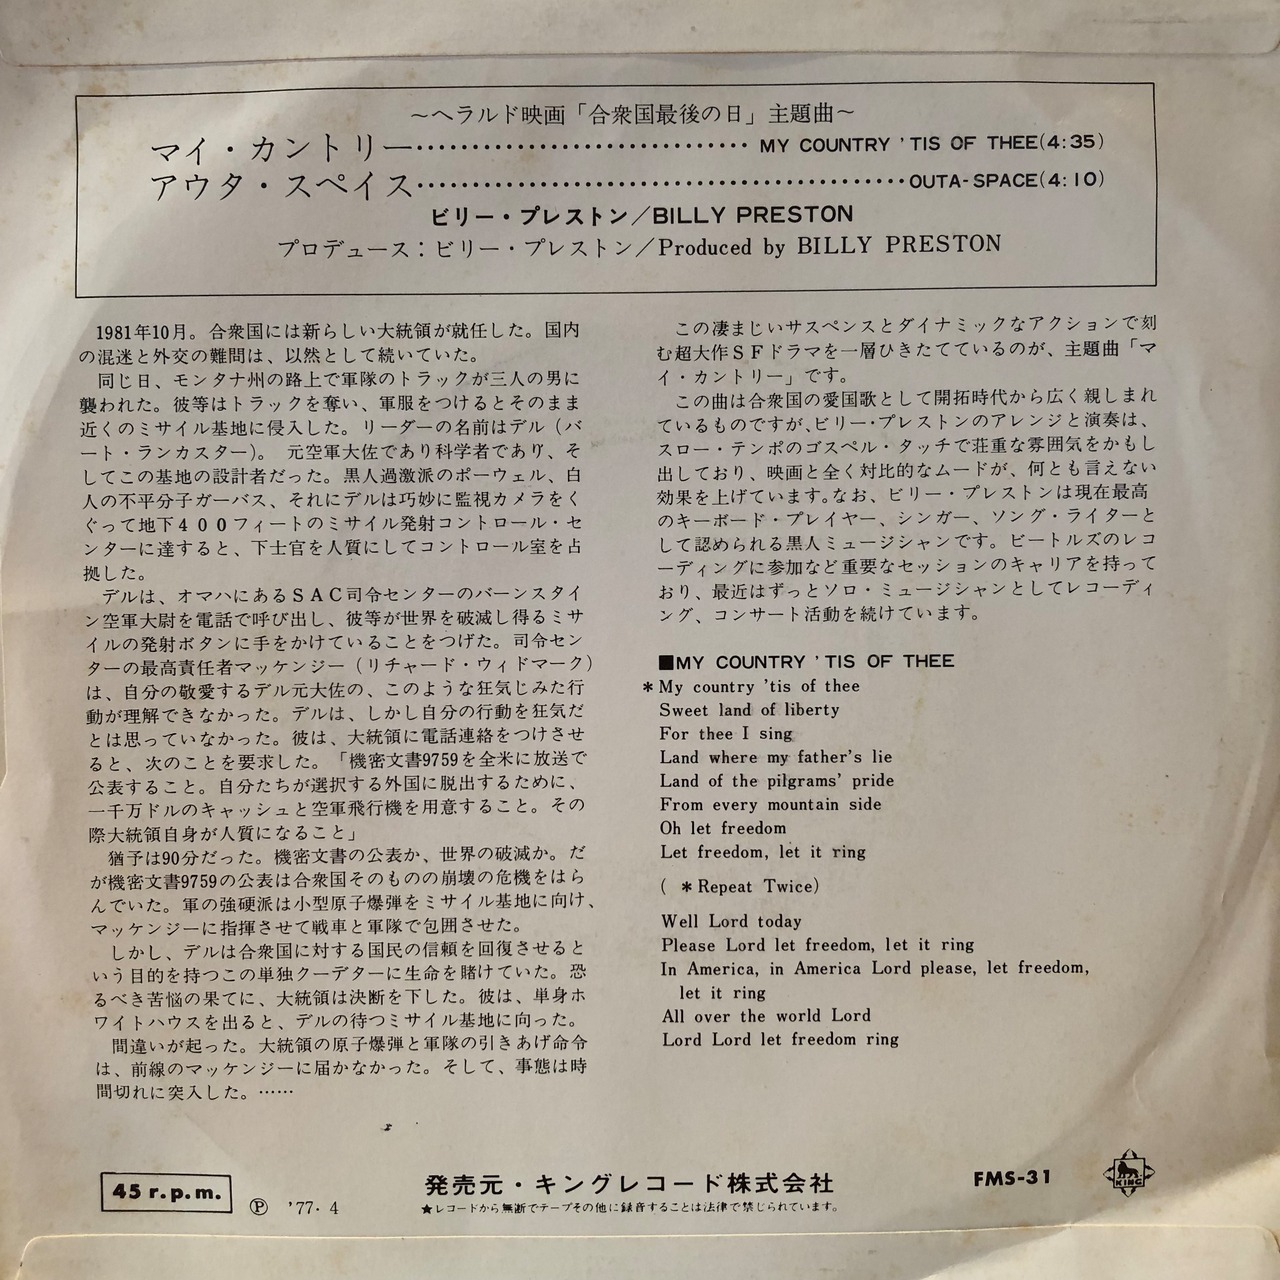 ～ヘラルド映画「合衆国最後の日」主題曲～
マイ・カントリー‥‥‥‥‥‥‥‥‥‥‥‥‥‥‥MY COUNTRY 'TIS OF THEE(4:35)
アウタ・スペイス‥‥‥‥‥‥‥‥‥‥‥‥‥‥‥‥‥‥‥‥‥‥OUTA-SPACE(4:10)
ビリー・プレストン／BILLY PRESTON
プロデュース：ビリー・プレストン／Produced by BILLY PRESTON
1981年10月。合衆国には新らしい大統領が就任した。国内
の混迷と外交の難問は、以然として続いていた。
同じ日、モンタナ州の路上で軍隊のトラックが三人の男に
襲われた。彼等はトラックを奪い、軍服をつけるとそのまま
近くのミサイル基地に侵入した。リーダーの名前はデル（バ
ート・ランカスター）。 元空軍大佐であり科学者であり、そ
してこの基地の設計者だった。黒人過激派のポーウェル、白
人の不平分子ガーバス、それにデルは巧妙に監視カメラをく
ぐって地下４００フィートのミサイル発射コントロール・セ
ンターに達すると、下士官を人質にしてコントロール室を占
拠した。
デルは、オマハにあるＳＡＣ司令センターのバーンスタイ
ン空軍大尉を電話で呼び出し、彼等が世界を破滅し得るミサ
イルの発射ボタンに手をかけていることをつげた。司令セン
ターの最高責任者マッケンジー（リチャード・ウィドマーク）
は、自分の敬愛するデル元大佐の、このような狂気じみた行
動が理解できなかった。デルは、しかし自分の行動を狂気だ
とは思っていなかった。彼は、大統領に電話連絡をつけさせ
ると、次のことを要求した。「機密文書9759を全米に放送で
公表すること。自分たちが選択する外国に脱出するために、
一千万ドルのキャッシュと空軍飛行機を用意すること。その
際大統領自身が人質になること」
猶予は90分だった。機密文書の公表か、世界の破滅か。だ
が機密文書9759の公表は合衆国そのものの崩壊の危機をはら
んでいた。軍の強硬派は小型原子爆弾をミサイル基地に向け、
マッケンジーに指揮させて戦車と軍隊で包囲させた。
しかし、デルは合衆国に対する国民の信頼を回復させると
いう目的を持つこの単独クーデターに生命を賭けていた。恐
るべき苦悩の果てに、大統領は決断を下した。彼は、単身ホ
ワイトハウスを出ると、デルの待つミサイル基地に向った。
間違いが起った。大統領の原子爆弾と軍隊の引きあげ命令
は、前線のマッケンジーに届かなかった。そして、事態は時
間切れに突入した。……
この凄まじいサスペンスとダイナミックなアクションで刻
む超大作ＳＦドラマを一層ひきたてているのが、主題曲「マ
イ・カントリー」です。
この曲は合衆国の愛国歌として開拓時代から広く親しまれ
ているものですが、ビリー・プレストンのアレンジと演奏は、
スロー・テンポのゴスペル・タッチで荘重な雰囲気をかもし
出しており、映画と全く対比的なムードが、何とも言えない
効果を上げています。なお、ビリー・プレストンは現在最高
のキーボード・プレイヤー、シンガー、ソング・ライターと
して認められる黒人ミュージシャンです。ビートルズのレコ
ーディングに参加など重要なセッションのキャリアを持って
おり、最近はずっとソロ・ミュージシャンとしてレコーディ
ング、コンサート活動を続けています。
■MY COUNTRY 'TIS OF THEE
＊My country 'tis of thee
Sweet land of liberty
For thee I sing
Land where my father's lie
Land of the pilgrams' pride
From every mountain side
Oh let freedom
Let freedom, let it ring
( ＊Repeat Twice)
Well Lord today
Please Lord let freedom, let it ring
In America, in America Lord please, let freedom,
let it ring
All over the world Lord
Lord Lord let freedom ring
45 r.p.m.
Ⓟ '77・4
発売元・キングレコード株式会社
★レコードから無断でテープその他に録音することは法律で禁じられています。
FMS-31
KING